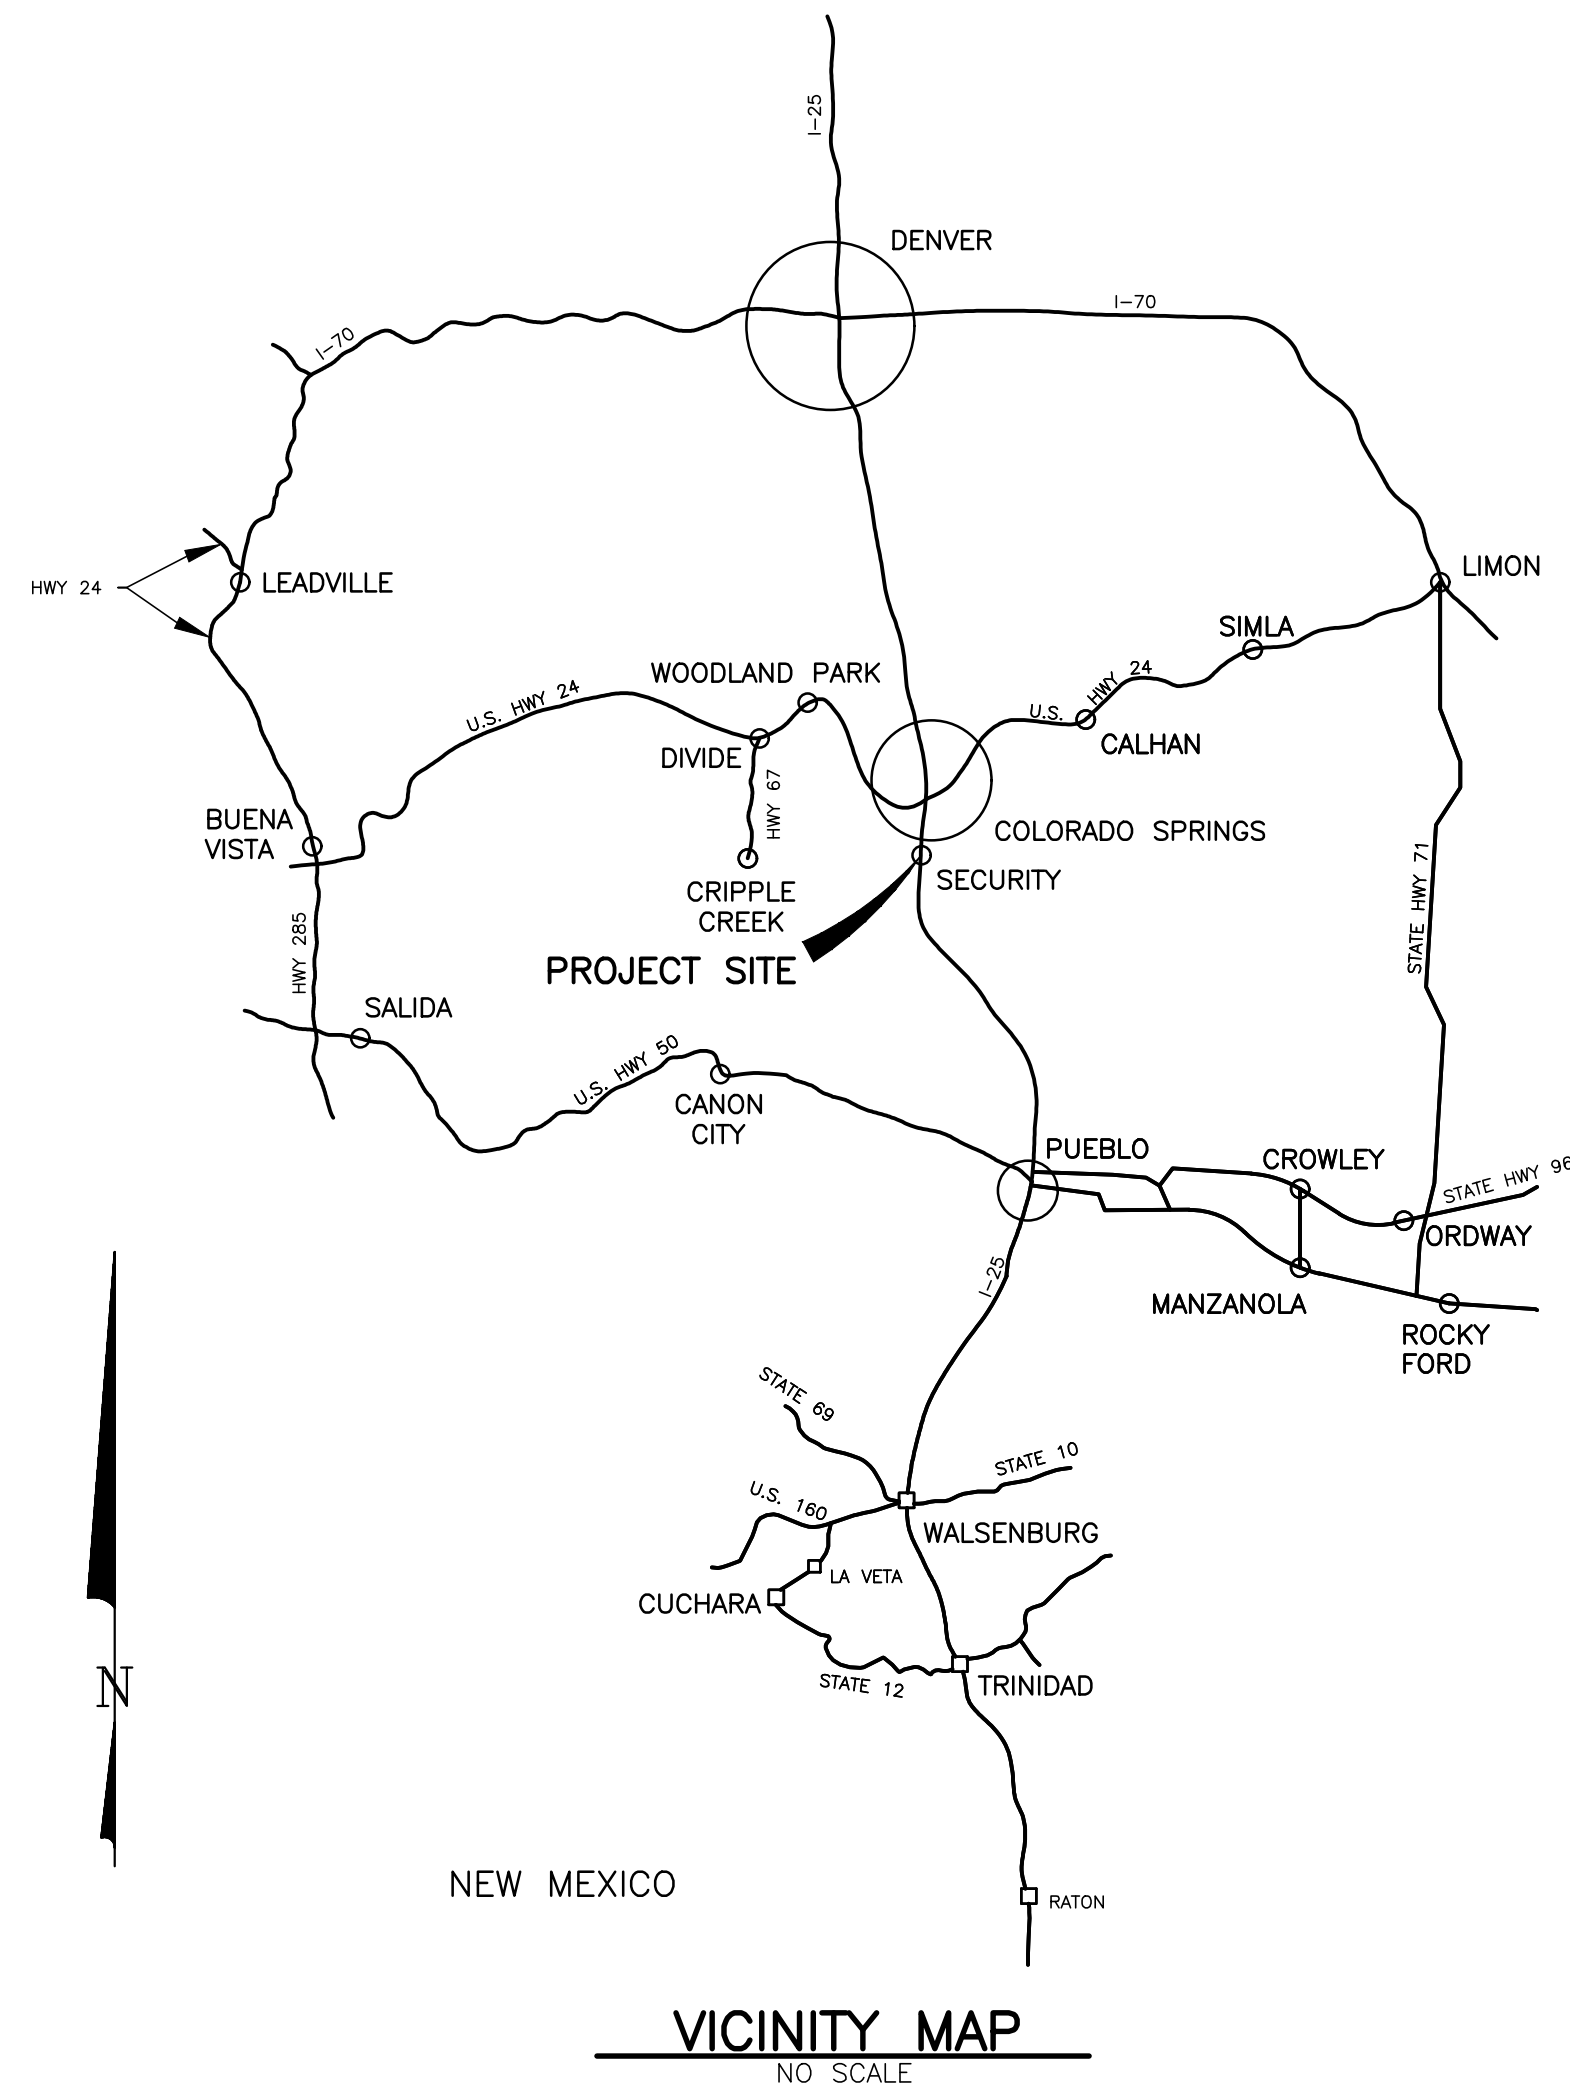 I-25
DENVER
I-70
I-70
LIMON
HWY 24
LEADVILLE
SIMLA
WOODLAND PARK
HWY 24
U.S. HWY 24
U.S.
CALHAN
DIVIDE
HWY 67
BUENA
VISTA
COLORADO SPRINGS
STATE HWY 71
SECURITY
CRIPPLE
CREEK
HWY 285
PROJECT SITE
SALIDA
U.S. HWY 50
CANON
CITY
PUEBLO
CROWLEY
STATE HWY 96
ORDWAY
I-25
MANZANOLA
ROCKY
FORD
STATE 69
STATE 10
U.S. 160
WALSENBURG
LA VETA
CUCHARA
STATE 12
TRINIDAD
N
NEW MEXICO
RATON
VICINITY MAP
NO SCALE